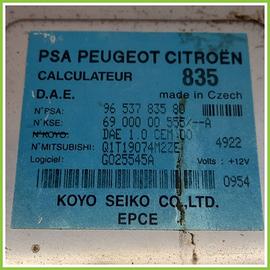 PSA PEUGEOT CITROËN
CALCULATEUR 835
D.A.E. made in Czech
N°PSA: 96 537 835 80
N°KSE: 69 000 00 555/--A
N°KOYO: DAE 1.0 CEM 00
N°MITSUBISHI: Q1T19074M2ZE 4922
Logiciel: G025545A Volts: +12V
0954
KOYO SEIKO CO.,LTD.
EPCE